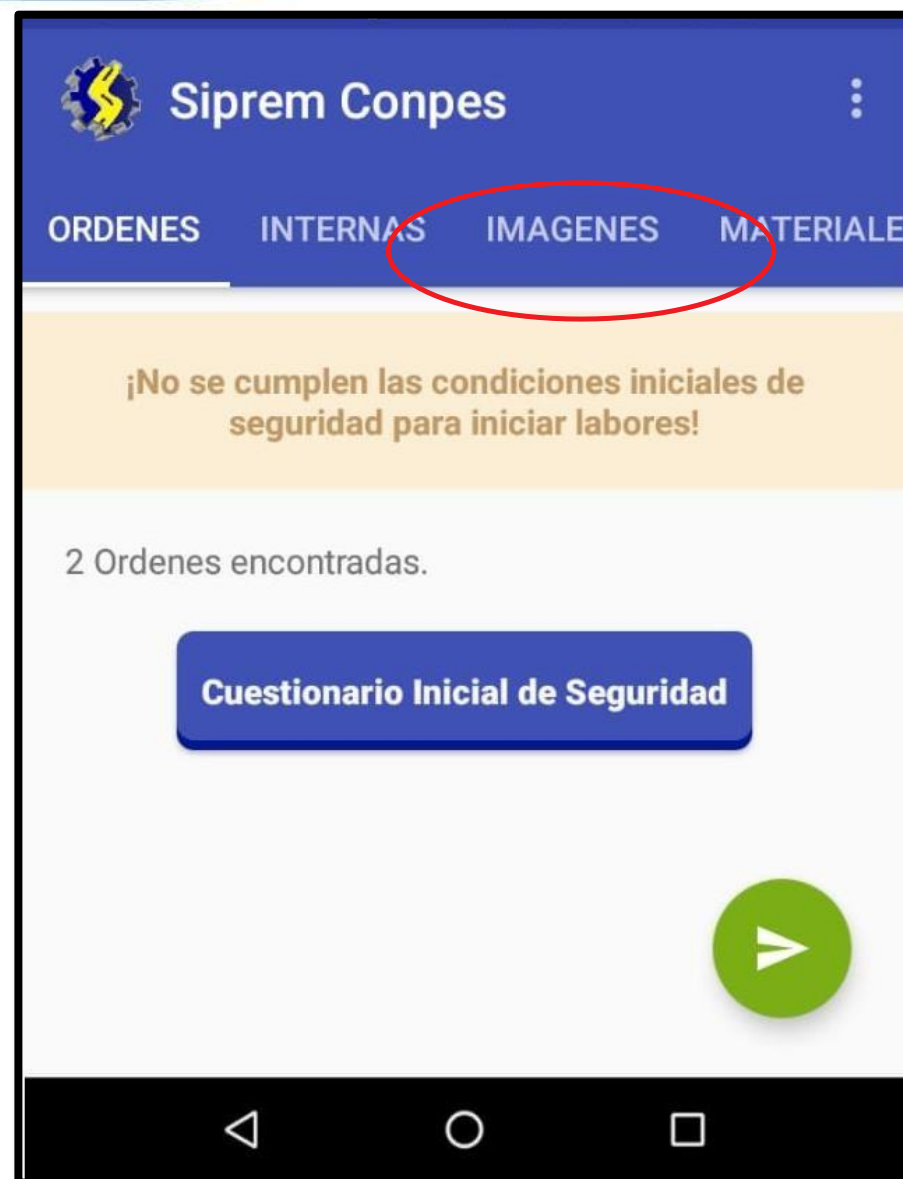 Siprem Conpes
ORDENES INTERNAS IMAGENES MATERIALE
¡No se cumplen las condiciones iniciales de
seguridad para iniciar labores!
2 Ordenes encontradas.
Cuestionario Inicial de Seguridad